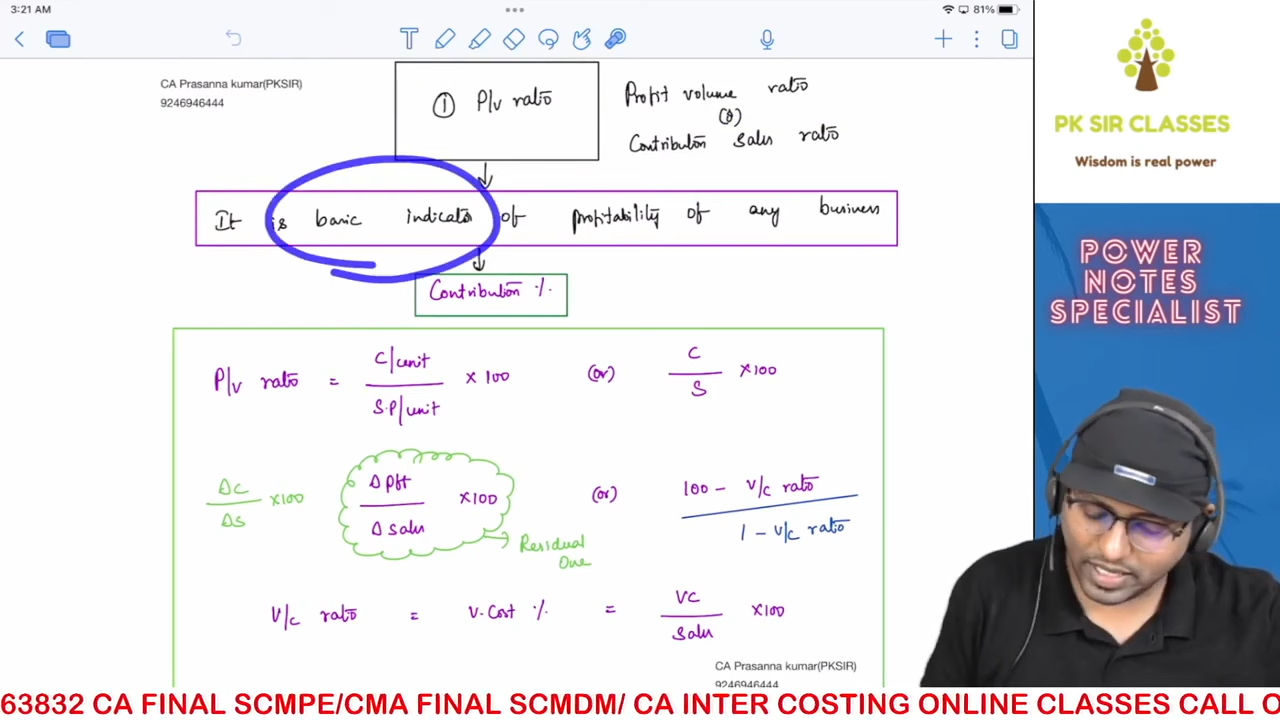 3:21 AM
81%
CA Prasanna kumar(PKSIR)
9246946444
① P/v ratio
Profit volume ratio
(or)
Contribution Sales ratio
It is basic indicator of profitability of any business
Contribution %
P/v ratio = C/unit / S.P/unit × 100 (or) C / S × 100
ΔC / ΔS × 100 Δ Pft / Δ Sales × 100 (or) 100 - V/c ratio
1 - V/c ratio
Residual
One
V/c ratio = V. Cost % = VC / Sales × 100
CA Prasanna kumar(PKSIR)
9246946444
PK SIR CLASSES
Wisdom is real power
POWER
NOTES
SPECIALIST
63832 CA FINAL SCMPE/CMA FINAL SCMDM/ CA INTER COSTING ONLINE CLASSES CALL O